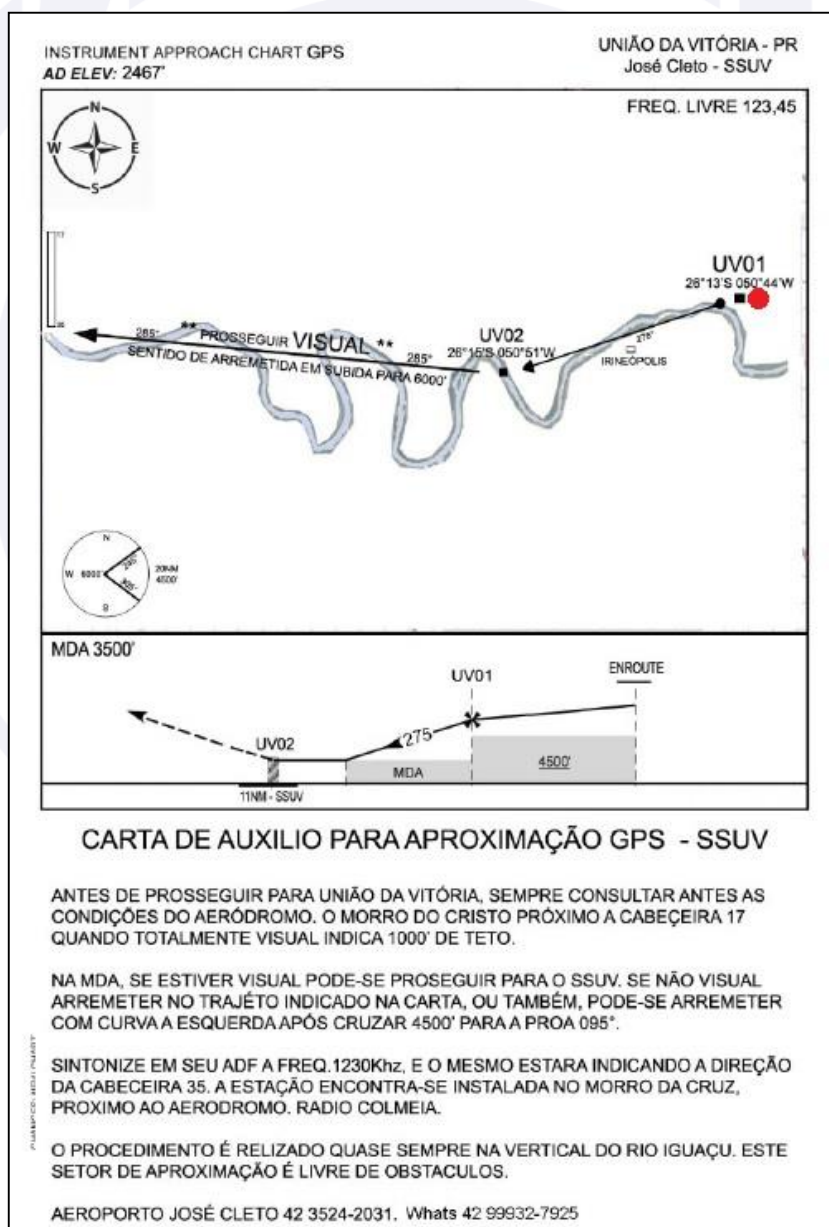 INSTRUMENT APPROACH CHART GPS
AD ELEV: 2467'
UNIÃO DA VITÓRIA - PR
José Cleto - SSUV
FREQ. LIVRE 123,45
N
W
E
S
UV01
26°13'S 050°44'W
UV02
26°15'S 050°51'W
275°
IRINEÓPOLIS
285°
** PROSSEGUIR VISUAL **
285°
SENTIDO DE ARREMETIDA EM SUBIDA PARA 6000'
N
W 6000'
20NM
4500'
MDA 3500'
UV01
ENROUTE
275
UV02
MDA
4500'
11NM - SSUV
CARTA DE AUXILIO PARA APROXIMAÇÃO GPS - SSUV
ANTES DE PROSSEGUIR PARA UNIÃO DA VITÓRIA, SEMPRE CONSULTAR ANTES AS
CONDIÇÕES DO AERÓDROMO. O MORRO DO CRISTO PRÓXIMO A CABEÇEIRA 17
QUANDO TOTALMENTE VISUAL INDICA 1000' DE TETO.
NA MDA, SE ESTIVER VISUAL PODE-SE PROSEGUIR PARA O SSUV. SE NÃO VISUAL
ARREMETER NO TRAJÉTO INDICADO NA CARTA, OU TAMBÉM, PODE-SE ARREMETER
COM CURVA A ESQUERDA APÓS CRUZAR 4500' PARA A PROA 095°.
SINTONIZE EM SEU ADF A FREQ.1230Khz, E O MESMO ESTARA INDICANDO A DIREÇÃO
DA CABECEIRA 35. A ESTAÇÃO ENCONTRA-SE INSTALADA NO MORRO DA CRUZ,
PROXIMO AO AERODROMO. RADIO COLMEIA.
O PROCEDIMENTO É RELIZADO QUASE SEMPRE NA VERTICAL DO RIO IGUAÇU. ESTE
SETOR DE APROXIMAÇÃO É LIVRE DE OBSTACULOS.
AEROPORTO JOSÉ CLETO 42 3524-2031. Whats 42 99932-7925